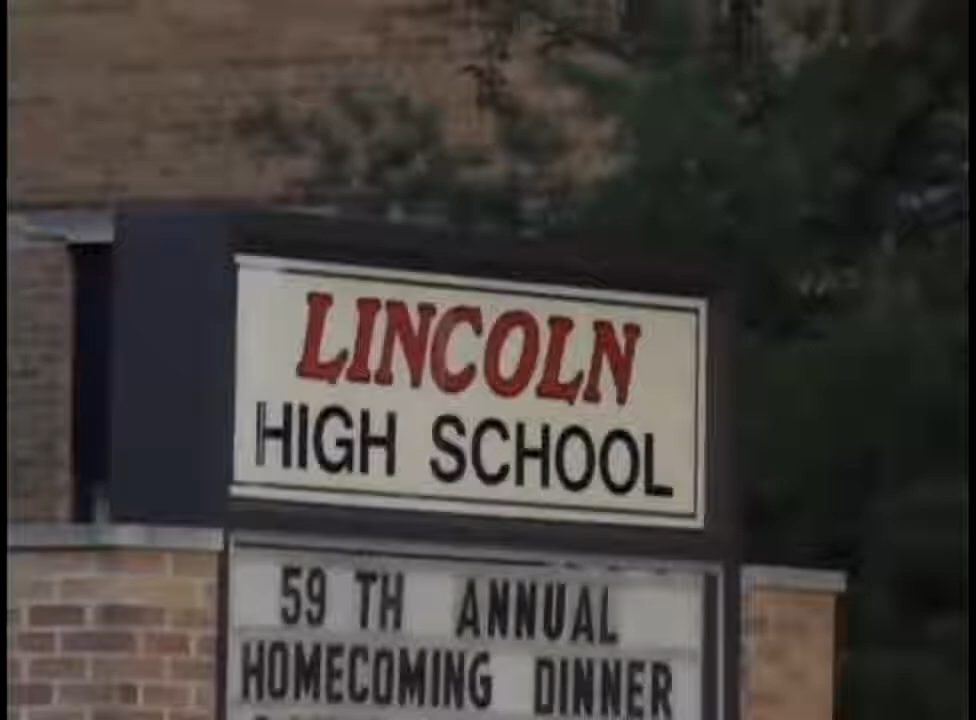 LINCOLN
HIGH SCHOOL
59 TH ANNUAL
HOMECOMING DINNER